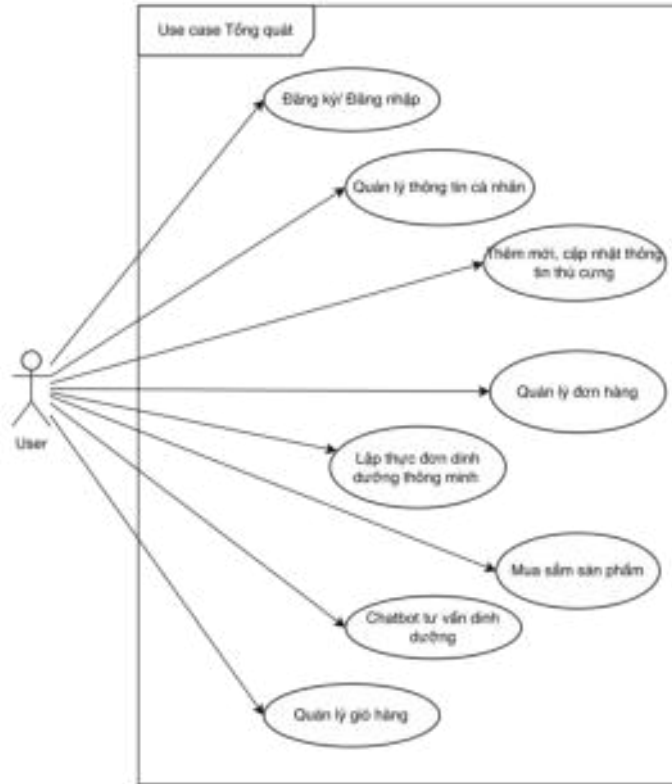 Use case Tổng quát
Đăng ký/ Đăng nhập
Quản lý thông tin cá nhân
Thêm mới, cập nhật thông
tin thú cưng
Quản lý đơn hàng
User
Lập thực đơn dinh
dưỡng thông minh
Mua sắm sản phẩm
Chatbot tư vấn dinh
dưỡng
Quản lý giỏ hàng